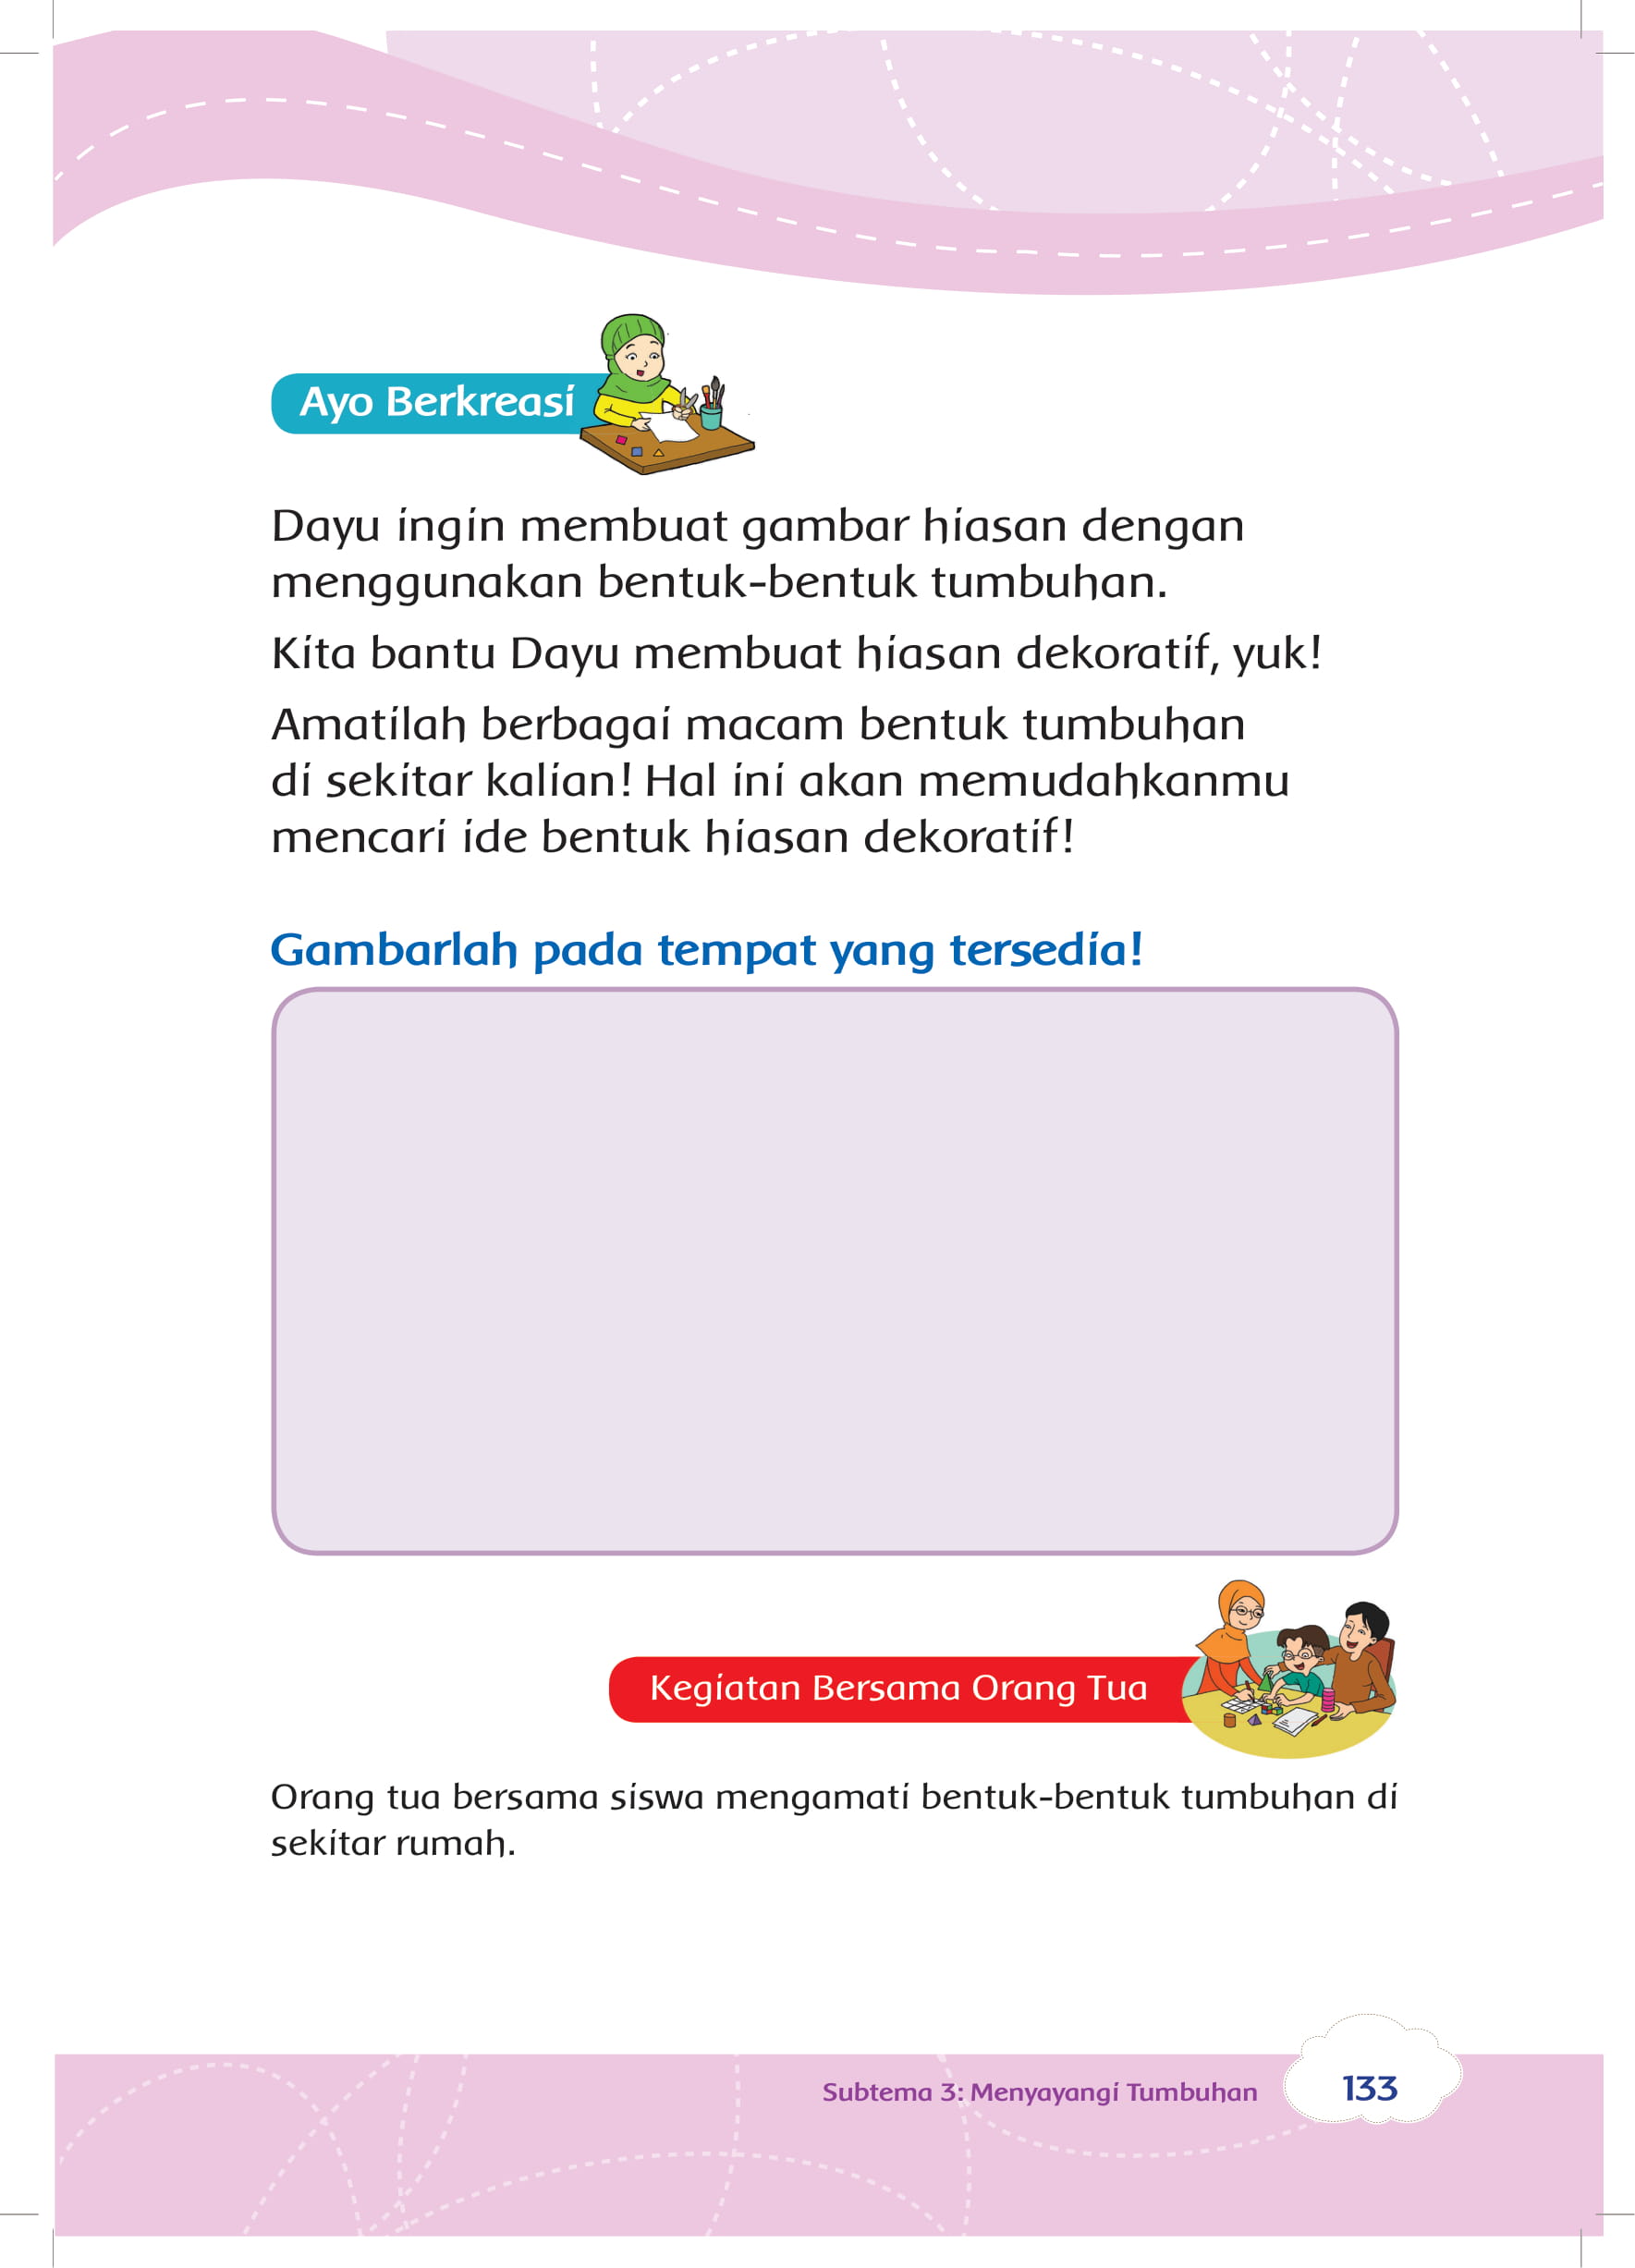 Ayo Berkreasi
Dayu ingin membuat gambar hiasan dengan
menggunakan bentuk-bentuk tumbuhan.
Kita bantu Dayu membuat hiasan dekoratif, yuk!
Amatilah berbagai macam bentuk tumbuhan
di sekitar kalian! Hal ini akan memudahkanmu
mencari ide bentuk hiasan dekoratif!
Gambarlah pada tempat yang tersedia!
Kegiatan Bersama Orang Tua
Orang tua bersama siswa mengamati bentuk-bentuk tumbuhan di
sekitar rumah.
Subtema 3: Menyayangi Tumbuhan
133